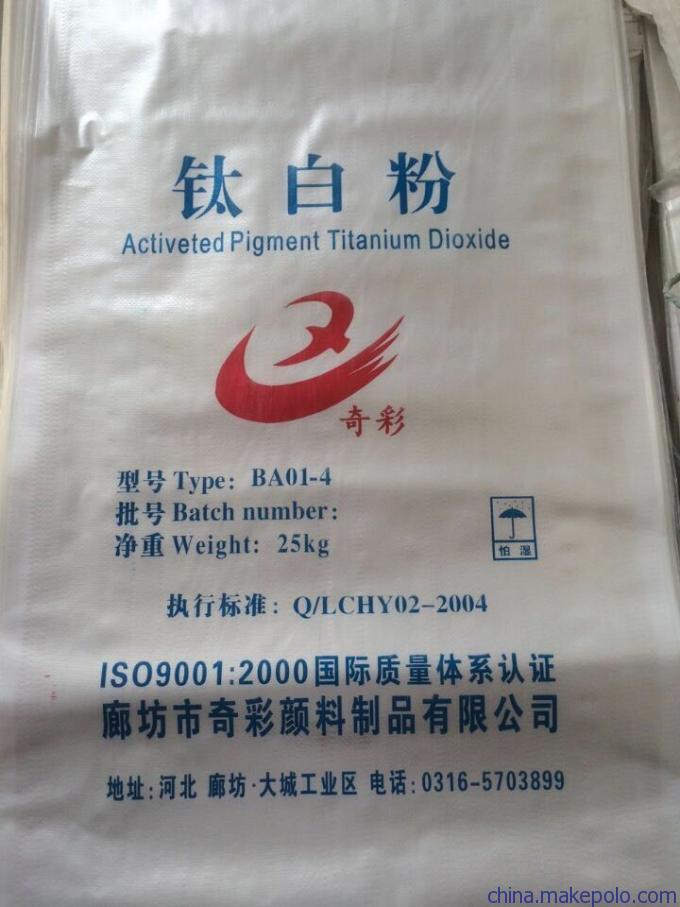 钛白粉
Activeted Pigment Titanium Dioxide
奇彩
型号 Type: BA01-4
批号 Batch number:
净重 Weight: 25kg
怕湿
执行标准: Q/LCHY02-2004
ISO9001:2000国际质量体系认证
廊坊市奇彩颜料制品有限公司
地址:河北 廊坊·大城工业区 电话:0316-5703899
china.makepolo.com